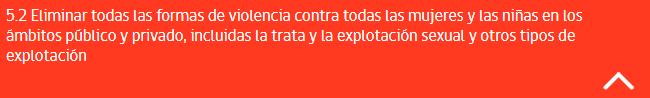 5.2 Eliminar todas las formas de violencia contra todas las mujeres y las niñas en los
ámbitos público y privado, incluidas la trata y la explotación sexual y otros tipos de
explotación